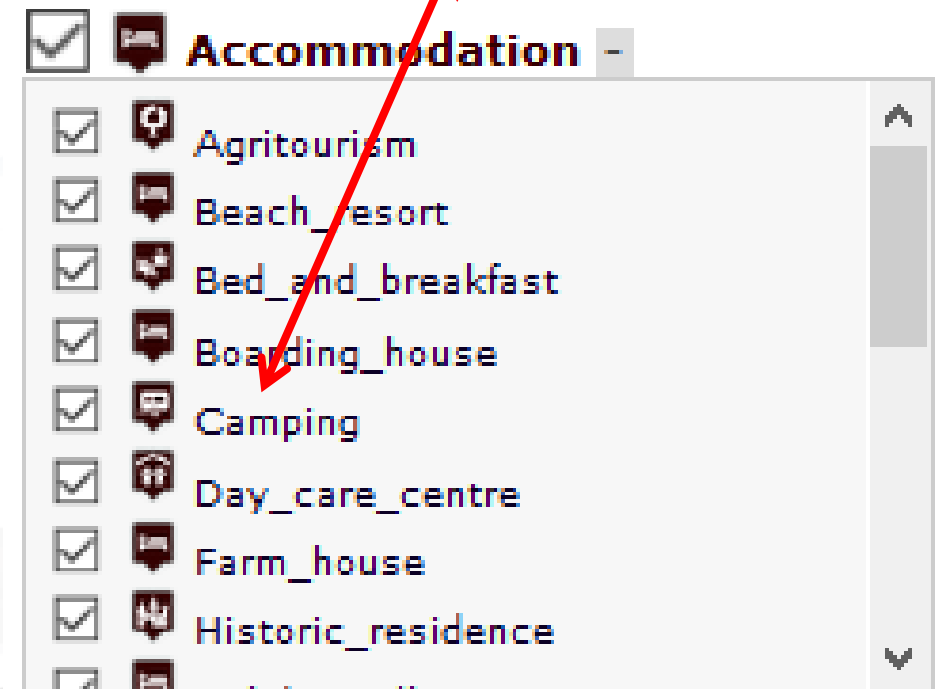 Accommodation -
Agritourism
Beach_resort
Bed_and_breakfast
Boarding_house
Camping
Day_care_centre
Farm_house
Historic_residence